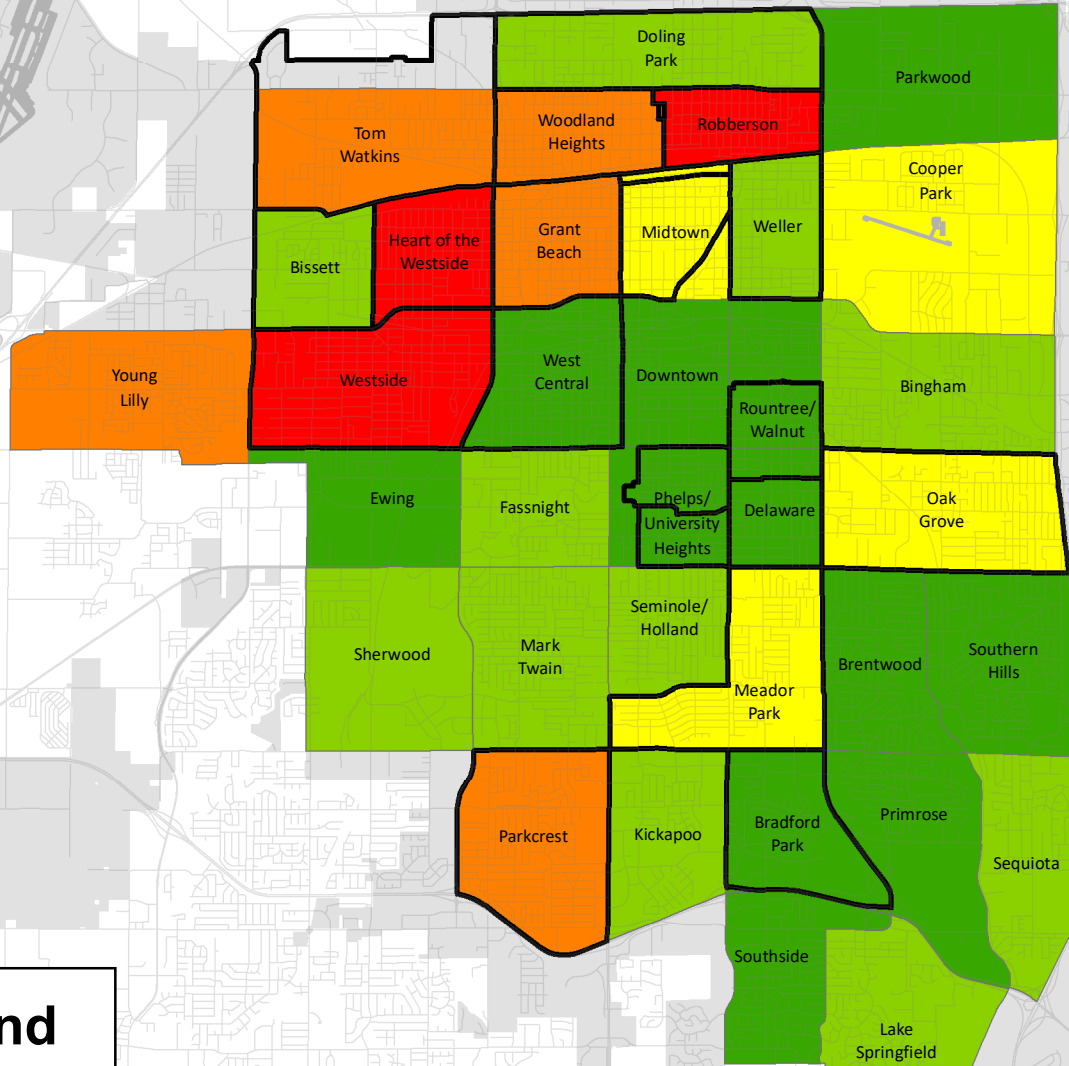 Doling
Park
Parkwood
Tom
Watkins
Woodland
Heights
Robberson
Cooper
Park
Bissett
Heart of the
Westside
Grant
Beach
Midtown
Weller
Young
Lilly
Westside
West
Central
Downtown
Bingham
Rountree/
Walnut
Ewing
Fassnight
Phelps/
University
Heights
Delaware
Oak
Grove
Sherwood
Mark
Twain
Seminole/
Holland
Meador
Park
Brentwood
Southern
Hills
Parkcrest
Kickapoo
Bradford
Park
Primrose
Sequiota
Southside
Lake
Springfield
nd